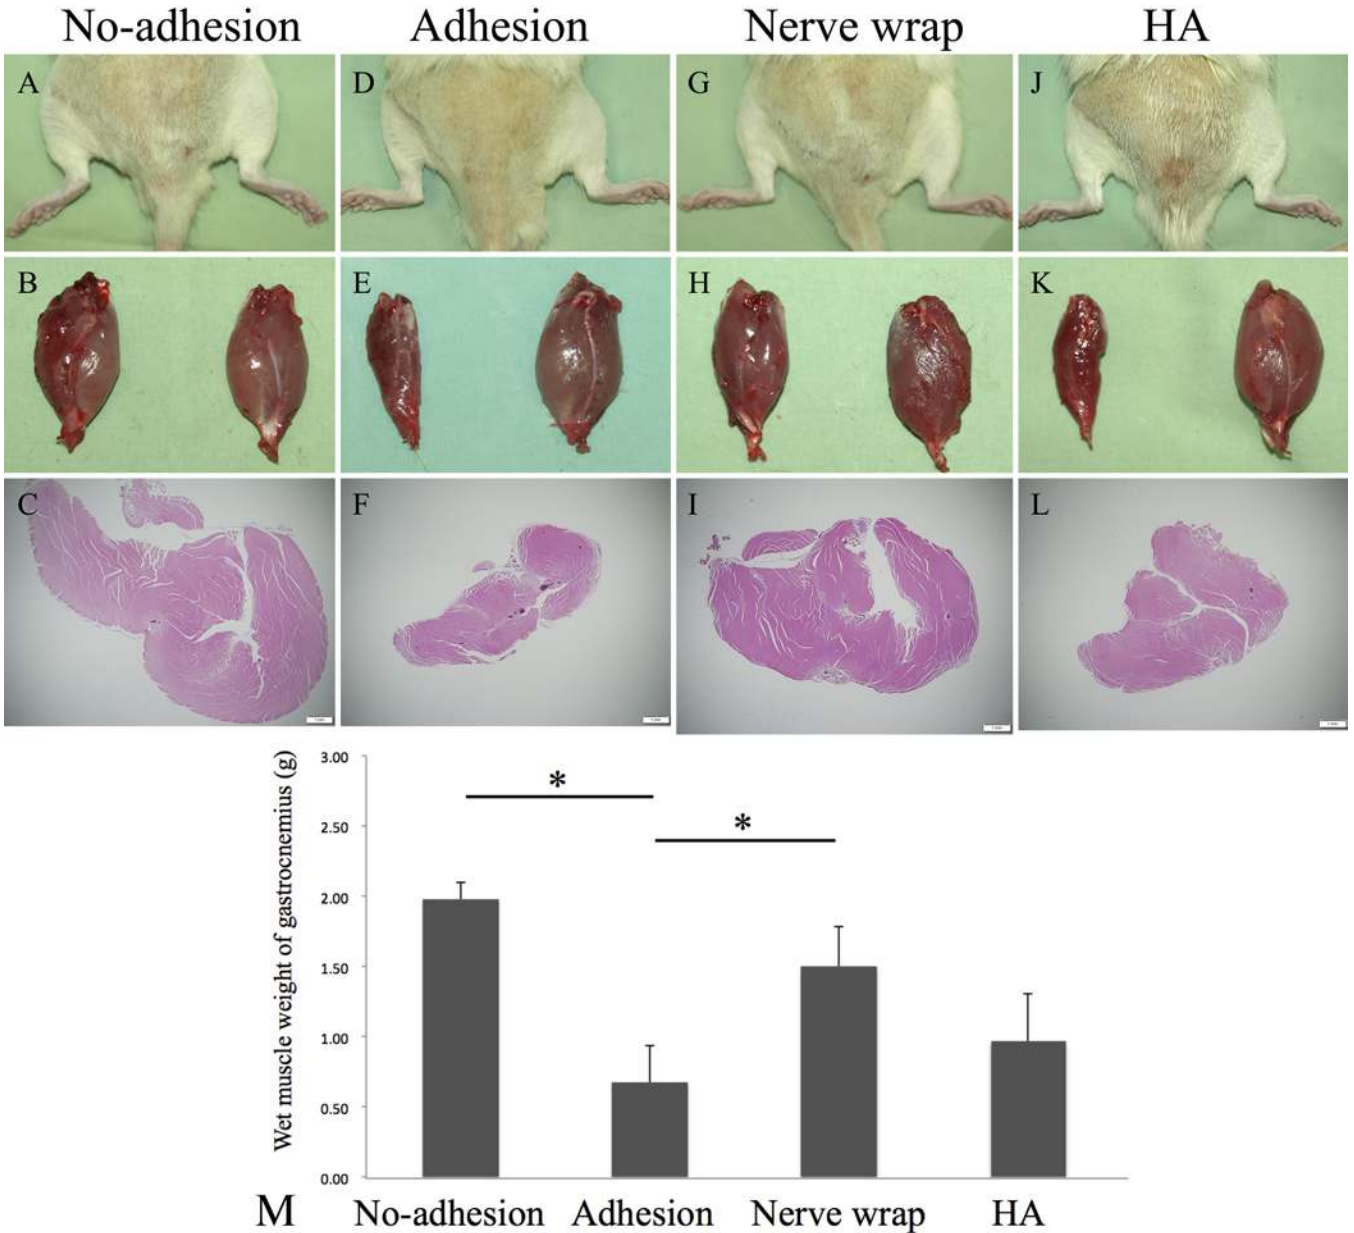 No-adhesion Adhesion Nerve wrap HA
A D G J
B E H K
C F I L
Wet muscle weight of gastrocnemius (g)
3.00
2.50
2.00
1.50
1.00
0.50
0.00
* *
M No-adhesion Adhesion Nerve wrap HA